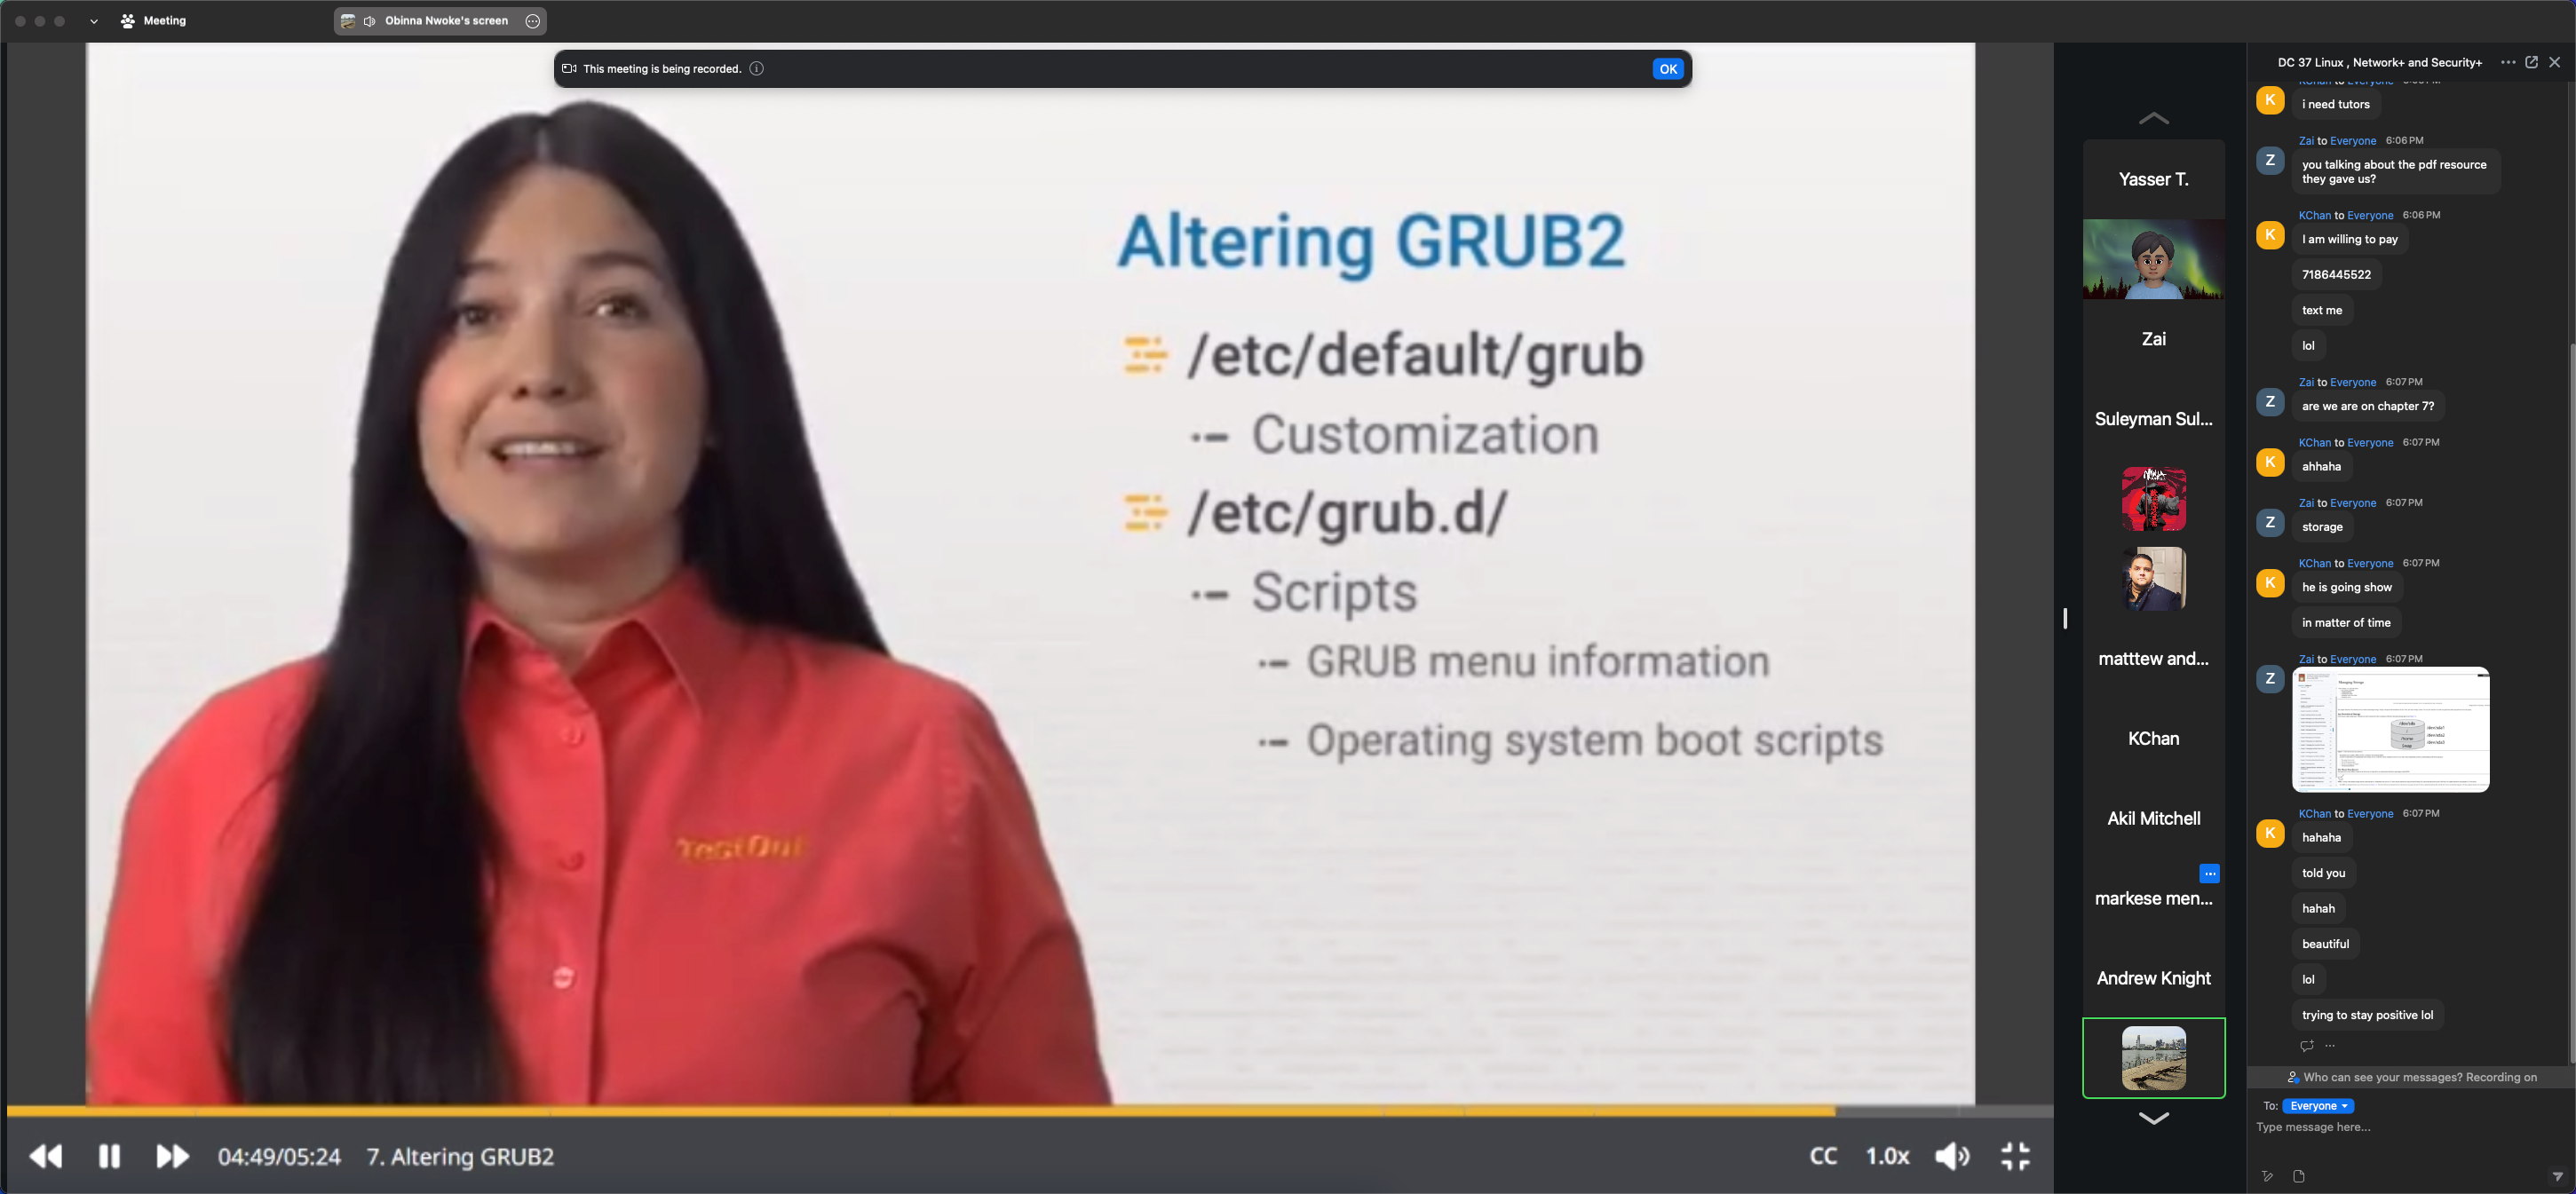 Meeting
Obinna Nwoke's screen
This meeting is being recorded.
OK
Altering GRUB2
/etc/default/grub
Customization
/etc/grub.d/
Scripts
GRUB menu information
Operating system boot scripts
TestOut
04:49/05:24
7. Altering GRUB2
CC
1.0x
Yasser T.
Zai
Suleyman Sul...
matttew and...
KChan
Akil Mitchell
markese men...
Andrew Knight
DC 37 Linux , Network+ and Security+
KChan to Everyone
K
i need tutors
Zai to Everyone 6:06 PM
Z
you talking about the pdf resource
they gave us?
KChan to Everyone 6:06 PM
K
I am willing to pay
7186445522
text me
lol
Zai to Everyone 6:07 PM
Z
are we are on chapter 7?
KChan to Everyone 6:07 PM
K
ahhaha
Zai to Everyone 6:07 PM
Z
storage
KChan to Everyone 6:07 PM
K
he is going show
in matter of time
Zai to Everyone 6:07 PM
Z
KChan to Everyone 6:07 PM
K
hahaha
told you
hahah
beautiful
lol
trying to stay positive lol
Who can see your messages? Recording on
To: Everyone
Type message here...